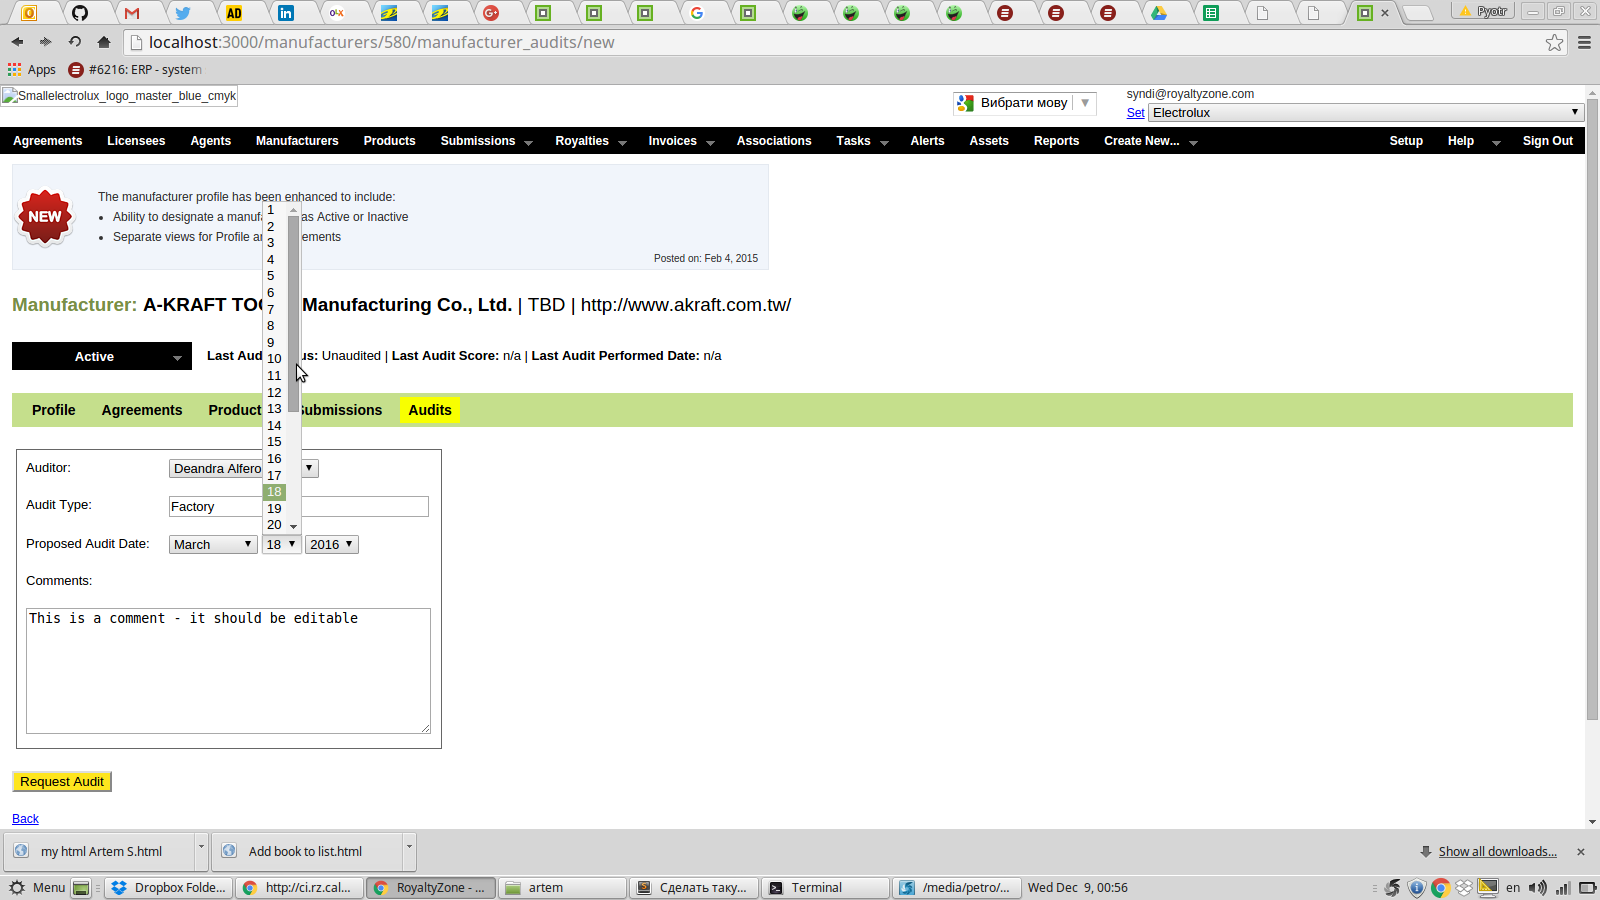 Pyotr
localhost:3000/manufacturers/580/manufacturer_audits/new
Apps #6216: ERP - system
Smallelectrolux_logo_master_blue_cmyk
Вибрати мову
syndi@royaltyzone.com
Set Electrolux
Agreements Licensees Agents Manufacturers Products Submissions Royalties Invoices Associations Tasks Alerts Assets Reports Create New... Setup Help Sign Out
NEW
The manufacturer profile has been enhanced to include:
Ability to designate a manuf as Active or Inactive
Separate views for Profile a ements
Posted on: Feb 4, 2015
Manufacturer: A-KRAFT TOO Manufacturing Co., Ltd. | TBD | http://www.akraft.com.tw/
Active
Last Aud us: Unaudited | Last Audit Score: n/a | Last Audit Performed Date: n/a
Profile Agreements Product Submissions Audits
1
2
3
4
5
6
7
8
9
10
11
12
13
14
15
16
17
18
19
20
Auditor: Deandra Alfero
Audit Type: Factory
Proposed Audit Date: March 18 2016
Comments:
This is a comment - it should be editable
Request Audit
Back
my html Artem S.html Add book to list.html Show all downloads...
Menu Dropbox Folde... http://ci.rz.cal... RoyaltyZone - ... artem Сделать таку... Terminal /media/petro/... Wed Dec 9, 00:56 en